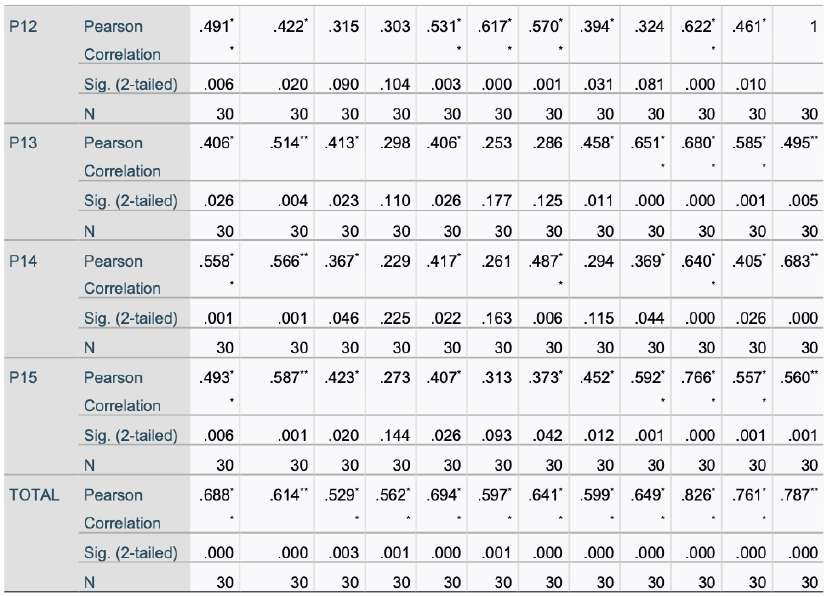 P12 Pearson .491* .422* .315 .303 .531* .617* .570* .394* .324 .622* .461* 1
Correlation * * * * *
Sig. (2-tailed) .006 .020 .090 .104 .003 .000 .001 .031 .081 .000 .010
N 30 30 30 30 30 30 30 30 30 30 30 30
P13 Pearson .406* .514** .413* .298 .406* .253 .286 .458* .651* .680* .585* .495**
Correlation * * *
Sig. (2-tailed) .026 .004 .023 .110 .026 .177 .125 .011 .000 .000 .001 .005
N 30 30 30 30 30 30 30 30 30 30 30 30
P14 Pearson .558* .566** .367* .229 .417* .261 .487* .294 .369* .640* .405* .683**
Correlation * * *
Sig. (2-tailed) .001 .001 .046 .225 .022 .163 .006 .115 .044 .000 .026 .000
N 30 30 30 30 30 30 30 30 30 30 30 30
P15 Pearson .493* .587** .423* .273 .407* .313 .373* .452* .592* .766* .557* .560**
Correlation * * * *
Sig. (2-tailed) .006 .001 .020 .144 .026 .093 .042 .012 .001 .000 .001 .001
N 30 30 30 30 30 30 30 30 30 30 30 30
TOTAL Pearson .688* .614** .529* .562* .694* .597* .641* .599* .649* .826* .761* .787**
Correlation * * * * * * * * * *
Sig. (2-tailed) .000 .000 .003 .001 .000 .001 .000 .000 .000 .000 .000 .000
N 30 30 30 30 30 30 30 30 30 30 30 30